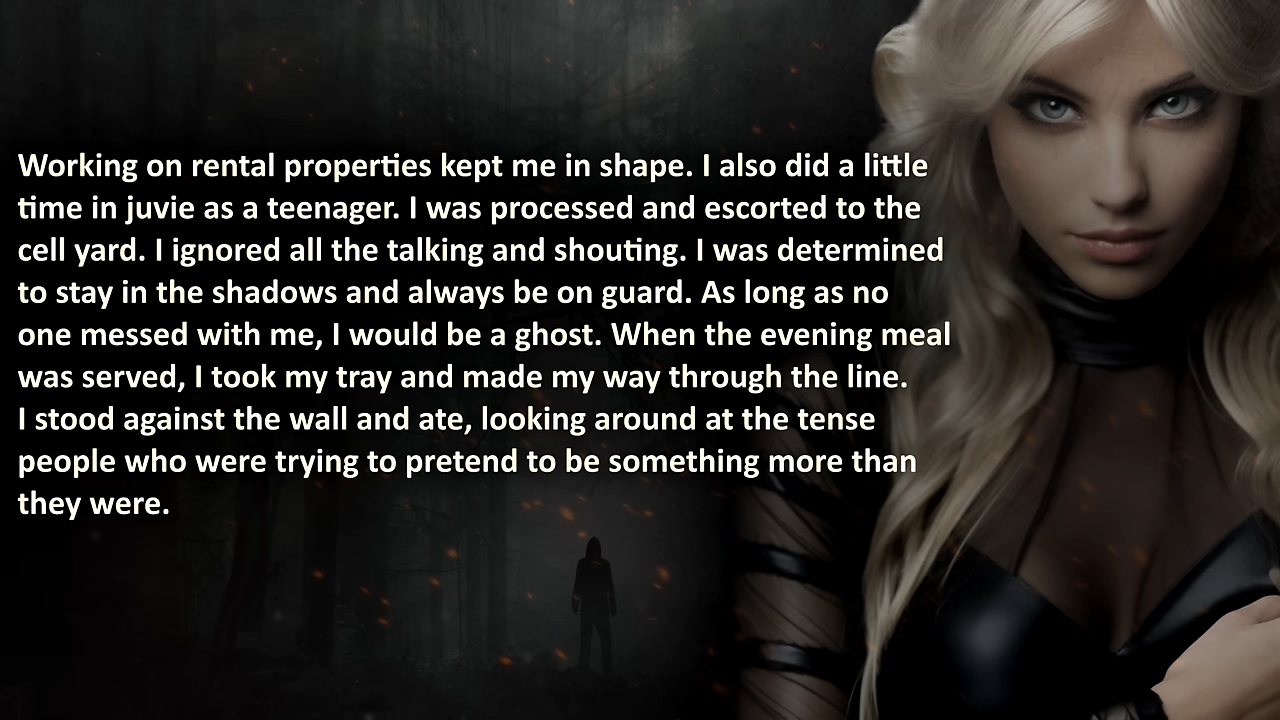 Working on rental properties kept me in shape. I also did a little
time in juvie as a teenager. I was processed and escorted to the
cell yard. I ignored all the talking and shouting. I was determined
to stay in the shadows and always be on guard. As long as no
one messed with me, I would be a ghost. When the evening meal
was served, I took my tray and made my way through the line.
I stood against the wall and ate, looking around at the tense
people who were trying to pretend to be something more than
they were.